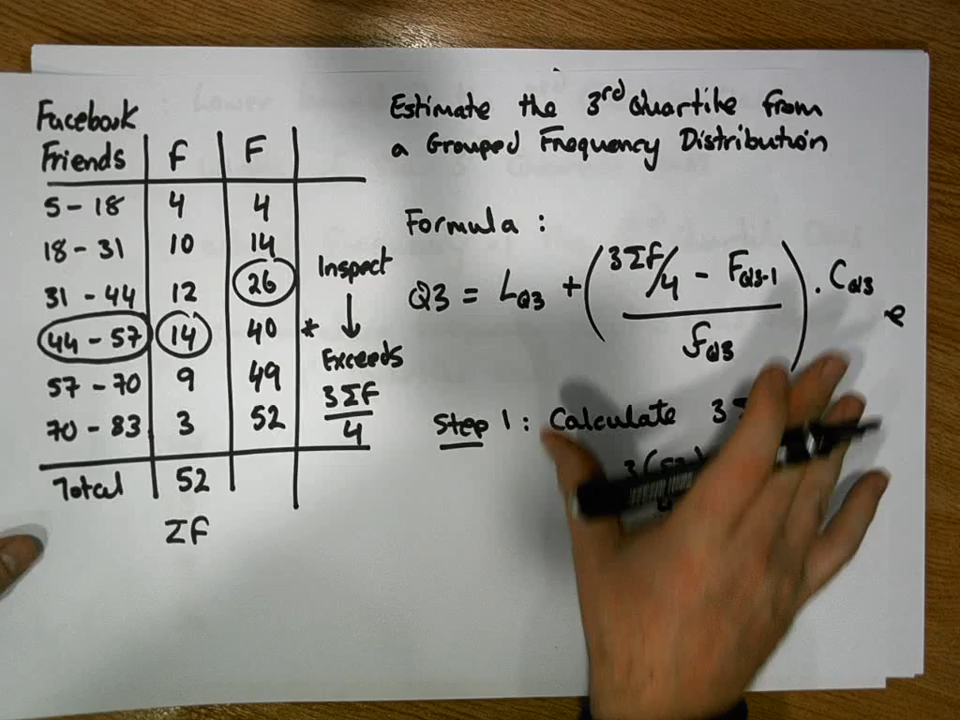 Facebook
Friends f F
5 - 18 4 4
18 - 31 10 14
31 - 44 12 26
44 - 57 14 40 *
57 - 70 9 49
70 - 83 3 52
Total 52
Σf
Inspect
↓
Exceeds
3Σf
4
Estimate the 3rd Quartile from
a Grouped Frequency Distribution
Formula :
Q3 = LQ3 + ( 3Σf/4 - FQ3-1 / fQ3 ) . CQ3
Step 1 : Calculate 3